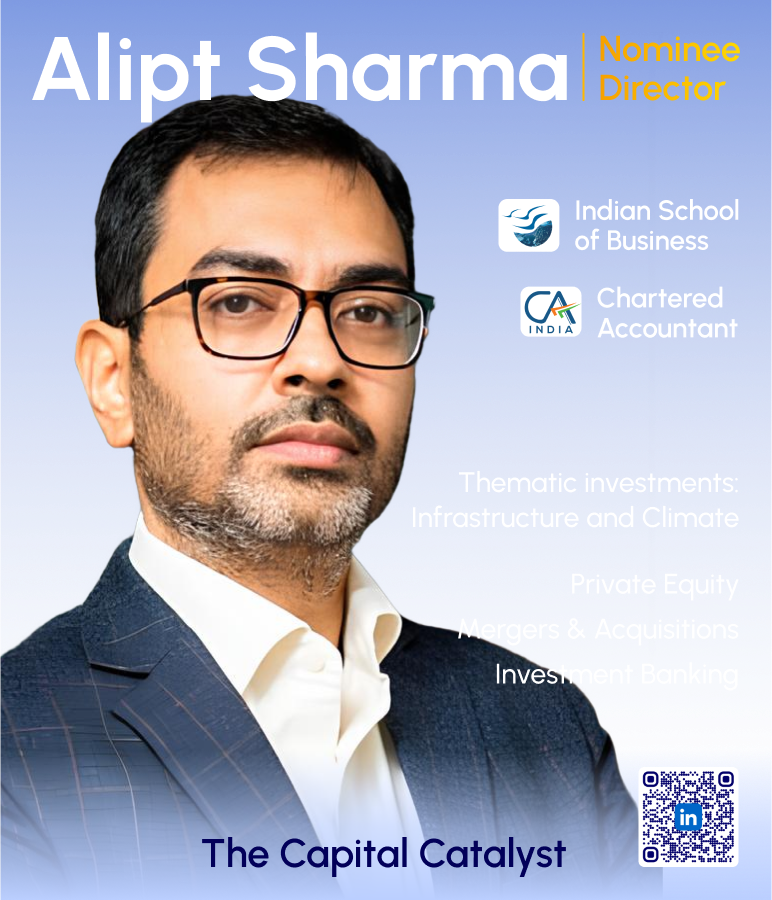 Alipt Sharma
Nominee
Director
Indian School
of Business
CA
INDIA
Chartered
Accountant
Thematic investments:
Infrastructure and Climate
Private Equity
Mergers & Acquisitions
Investment Banking
in
The Capital Catalyst